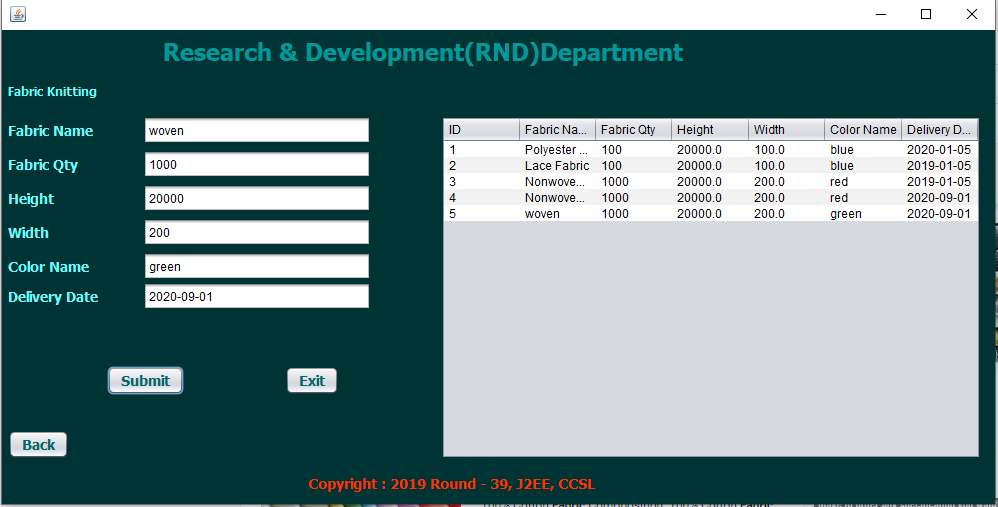 Research & Development(RND)Department
Fabric Knitting
Fabric Name woven
Fabric Qty 1000
Height 20000
Width 200
Color Name green
Delivery Date 2020-09-01
Submit Exit
Back
ID Fabric Na... Fabric Qty Height Width Color Name Delivery D...
1 Polyester ... 100 20000.0 100.0 blue 2020-01-05
2 Lace Fabric 100 20000.0 100.0 blue 2019-01-05
3 Nonwove... 1000 20000.0 200.0 red 2019-01-05
4 Nonwove... 1000 20000.0 200.0 red 2020-09-01
5 woven 1000 20000.0 200.0 green 2020-09-01
Copyright : 2019 Round - 39, J2EE, CCSL